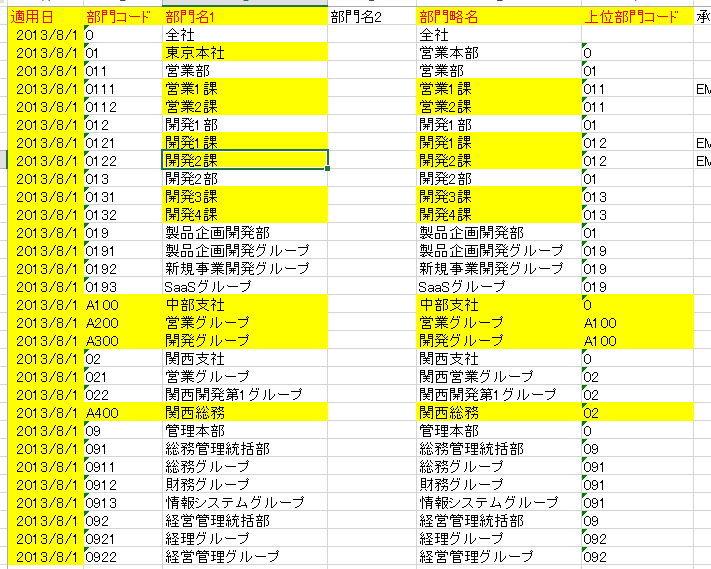 適用日 部門コード 部門名1 部門名2 部門略名 上位部門コード 承
2013/8/1 0 全社 全社
2013/8/1 01 東京本社 営業本部 0
2013/8/1 011 営業部 営業部 01
2013/8/1 0111 営業1課 営業1課 011 EM
2013/8/1 0112 営業2課 営業2課 011
2013/8/1 012 開発1部 開発1部 01
2013/8/1 0121 開発1課 開発1課 012 EM
2013/8/1 0122 開発2課 開発2課 012 EM
2013/8/1 013 開発2部 開発2部 01
2013/8/1 0131 開発3課 開発3課 013
2013/8/1 0132 開発4課 開発4課 013
2013/8/1 019 製品企画開発部 製品企画開発部 01
2013/8/1 0191 製品企画開発グループ 製品企画開発グループ 019
2013/8/1 0192 新規事業開発グループ 新規事業開発グループ 019
2013/8/1 0193 SaaSグループ SaaSグループ 019
2013/8/1 A100 中部支社 中部支社 0
2013/8/1 A200 営業グループ 営業グループ A100
2013/8/1 A300 開発グループ 開発グループ A100
2013/8/1 02 関西支社 関西支社 0
2013/8/1 021 営業グループ 関西営業グループ 02
2013/8/1 022 関西開発第1グループ 関西開発第1グループ 02
2013/8/1 A400 関西総務 関西総務 02
2013/8/1 09 管理本部 管理本部 0
2013/8/1 091 総務管理統括部 総務管理統括部 09
2013/8/1 0911 総務グループ 総務グループ 091
2013/8/1 0912 財務グループ 財務グループ 091
2013/8/1 0913 情報システムグループ 情報システムグループ 091
2013/8/1 092 経営管理統括部 経営管理統括部 09
2013/8/1 0921 経理グループ 経理グループ 092
2013/8/1 0922 経営管理グループ 経営管理グループ 092